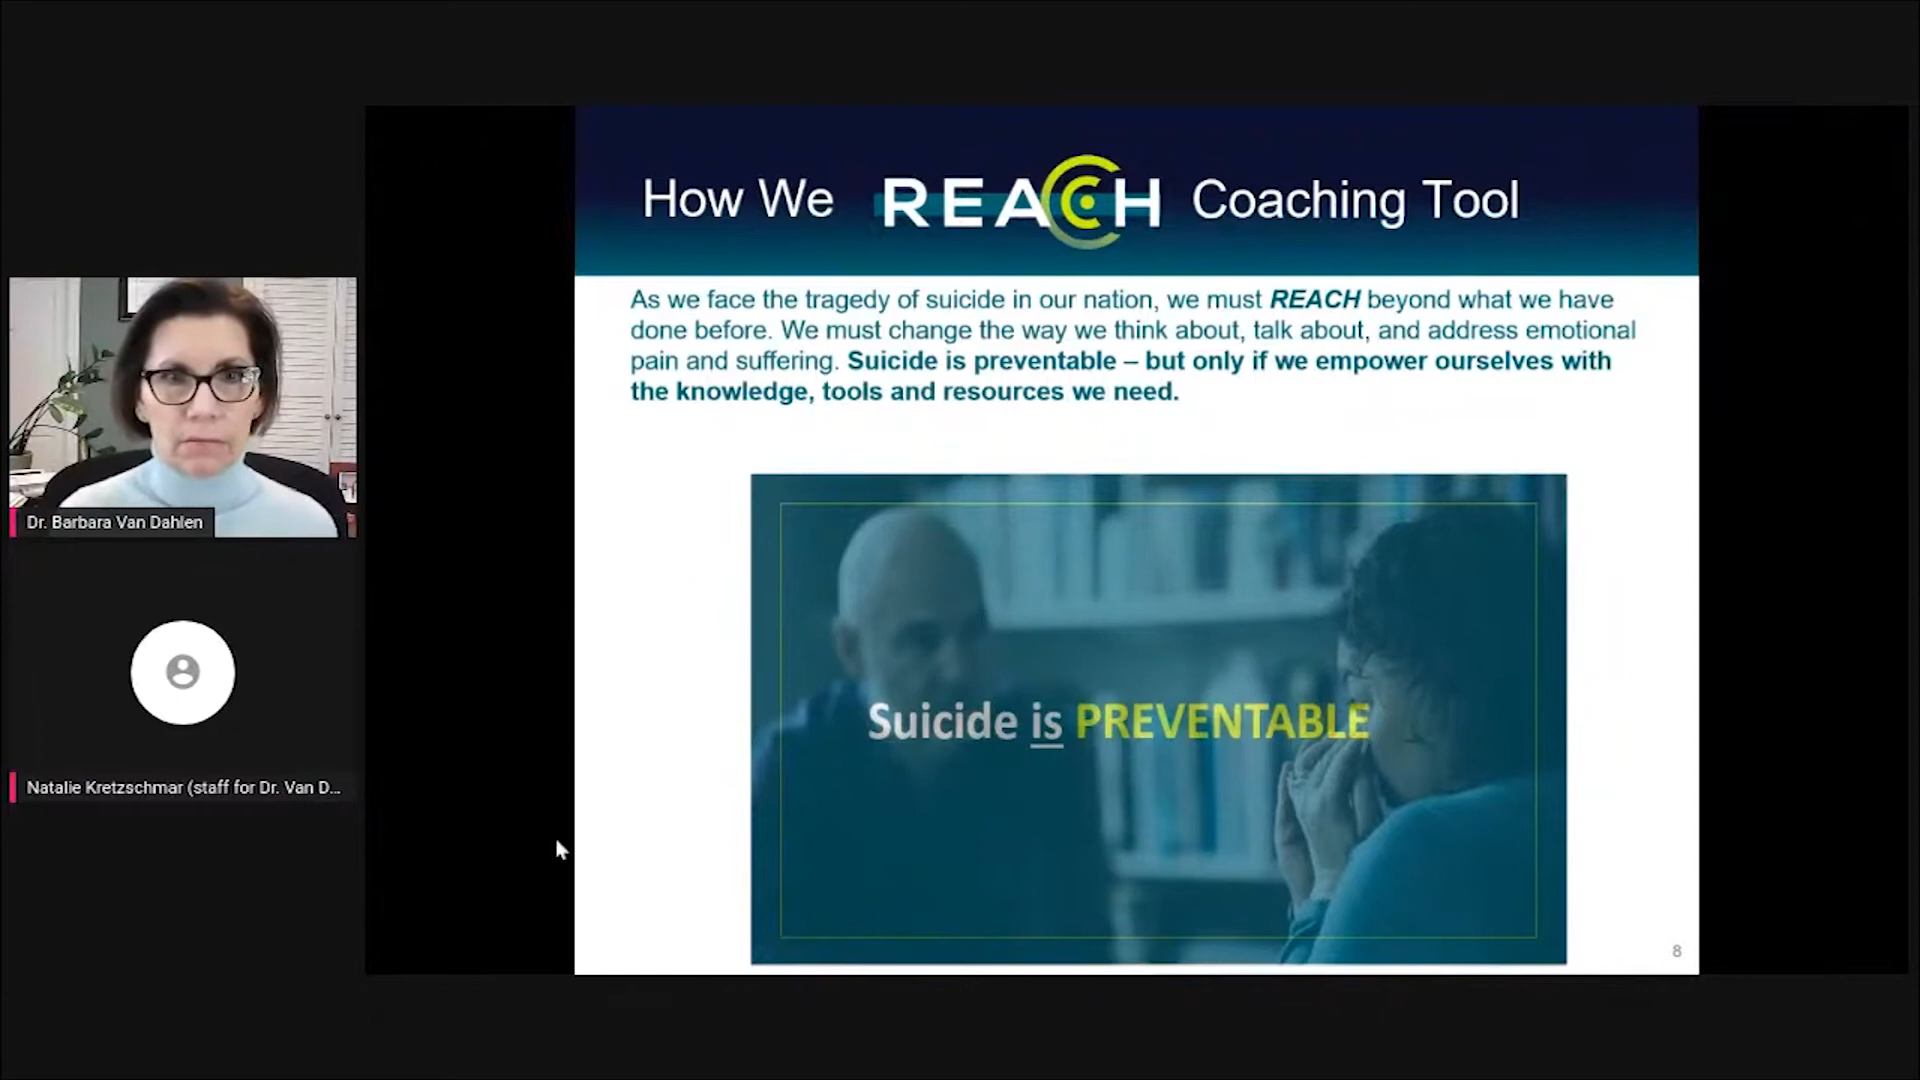 How We REACH Coaching Tool
As we face the tragedy of suicide in our nation, we must REACH beyond what we have
done before. We must change the way we think about, talk about, and address emotional
pain and suffering. Suicide is preventable – but only if we empower ourselves with
the knowledge, tools and resources we need.
Dr. Barbara Van Dahlen
Suicide is PREVENTABLE
Natalie Kretzschmar (staff for Dr. Van D...
8